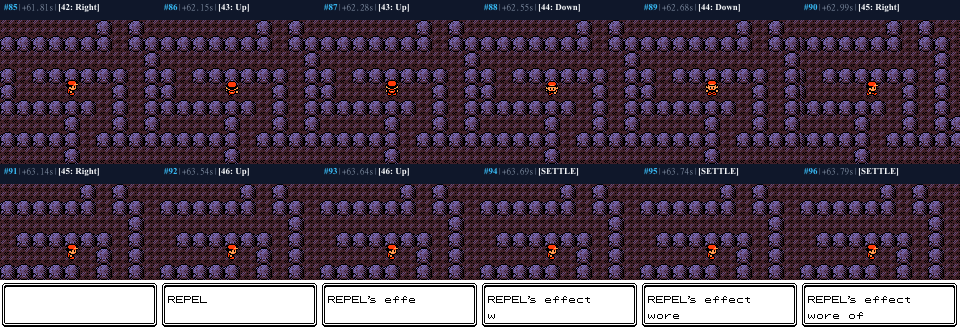 #85|+61.81s|[42: Right]
#86|+62.15s|[43: Up]
#87|+62.28s|[43: Up]
#88|+62.55s|[44: Down]
#89|+62.68s|[44: Down]
#90|+62.99s|[45: Right]
#91|+63.14s|[45: Right]
#92|+63.54s|[46: Up]
#93|+63.64s|[46: Up]
#94|+63.69s|[SETTLE]
#95|+63.74s|[SETTLE]
#96|+63.79s|[SETTLE]
REPEL
REPEL's effe
REPEL's effect
w
REPEL's effect
wore
REPEL's effect
wore of